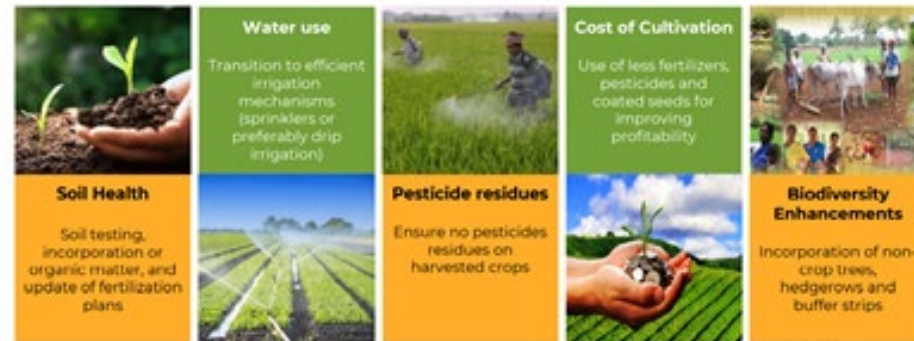 Soil Health
Soil testing,
incorporation or
organic matter, and
update of fertilization
plans
Water use
Transition to efficient
irrigation
mechanisms
(sprinklers or
preferably drip
irrigation)
Pesticide residues
Ensure no pesticides
residues on
harvested crops
Cost of Cultivation
Use of less fertilizers,
pesticides and
coated seeds for
improving
profitability
Biodiversity
Enhancements
Incorporation of non-
crop trees,
hedgerows and
buffer strips